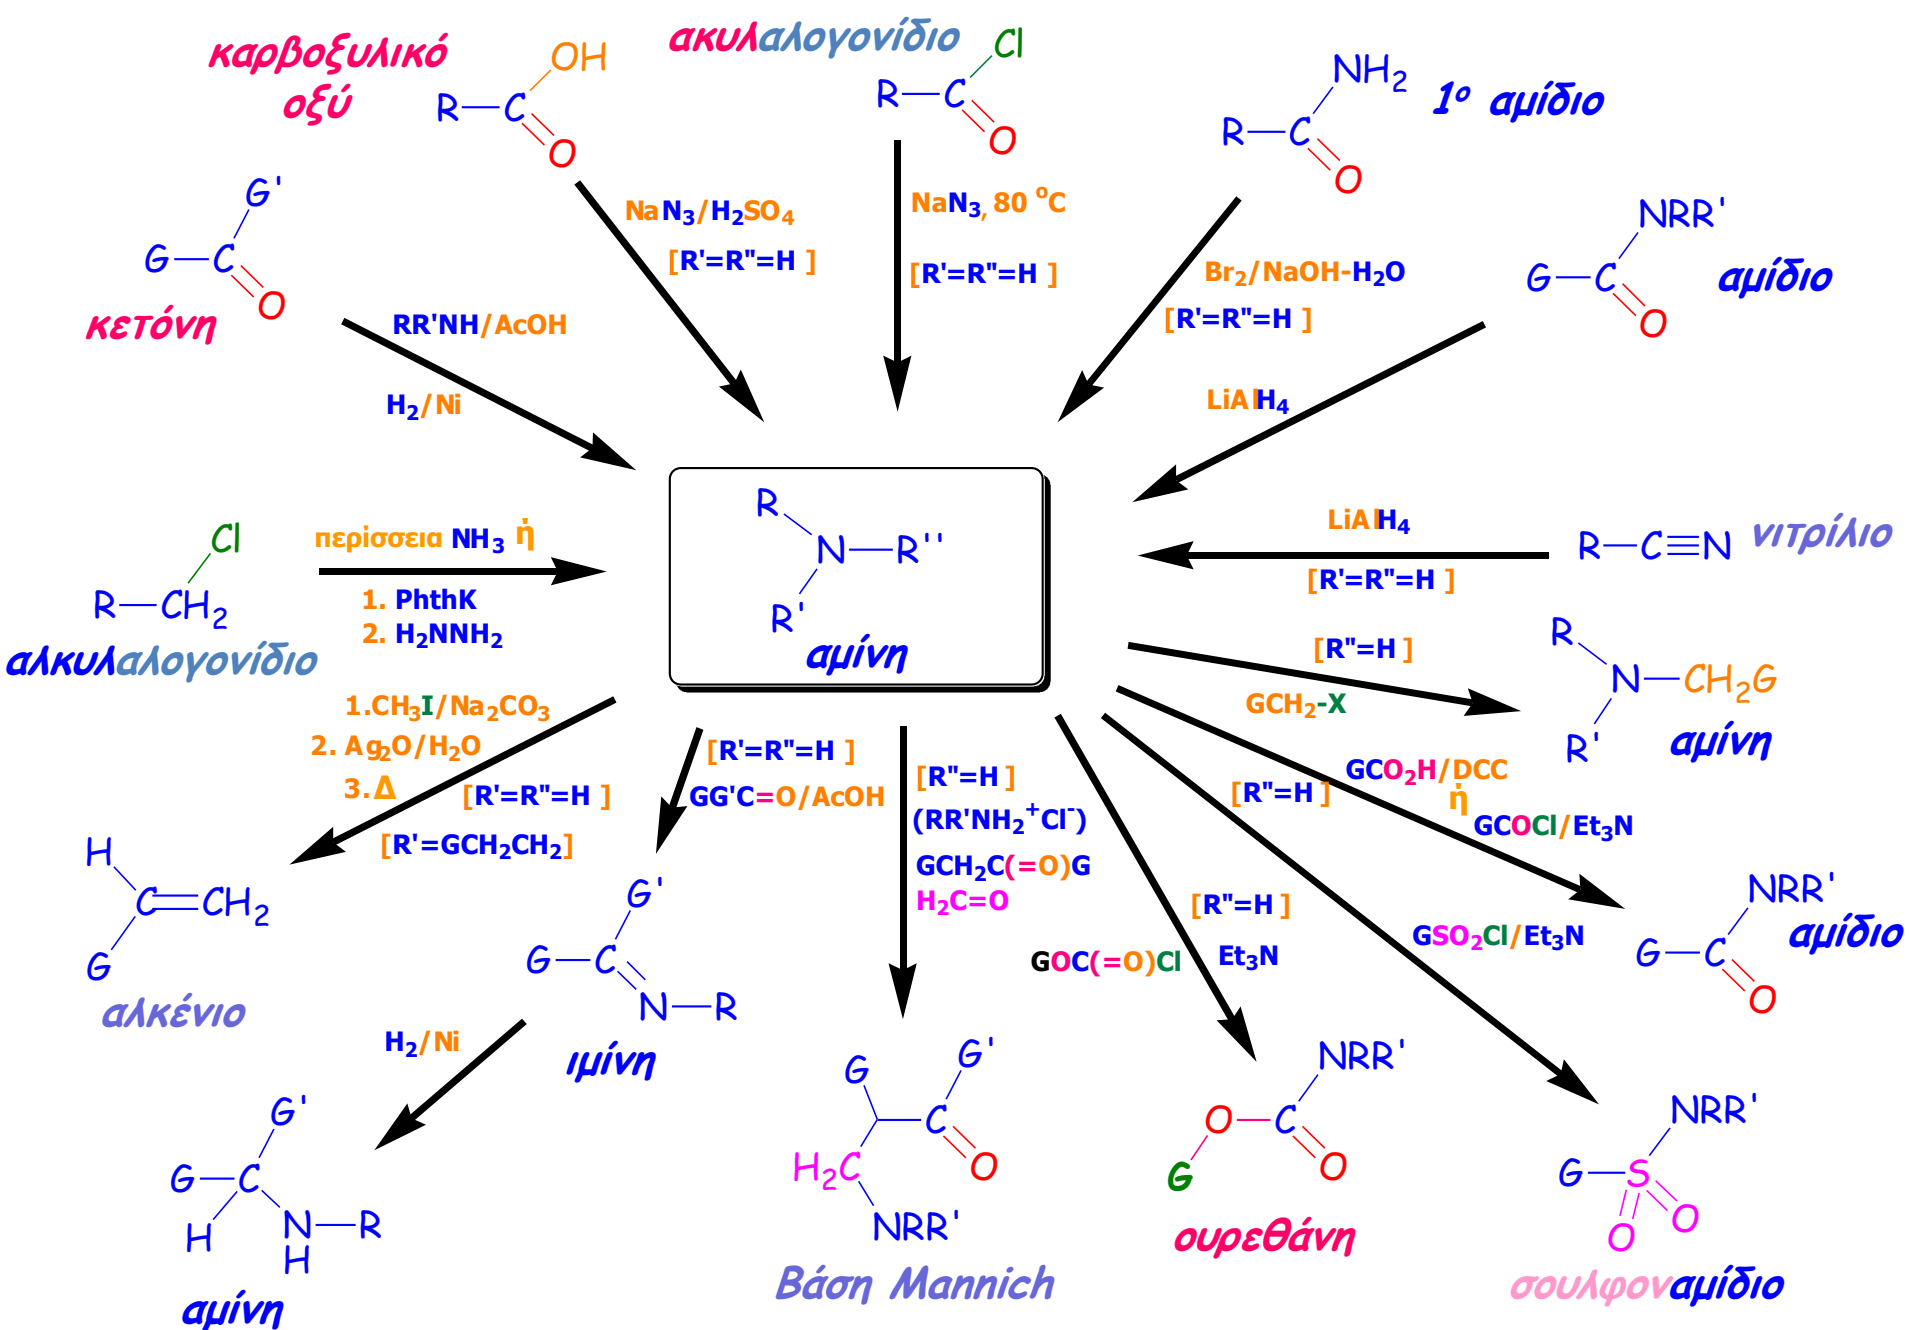 καρβοξυλικό
οξύ
OH
R C
O
ακυλαλογονίδιο
Cl
R C
O
NH2
R C
O
1ο αμίδιο
G'
G C
O
κετόνη
NaN3/H2SO4
[R'=R"=H ]
NaN3, 80 °C
[R'=R"=H ]
Br2/NaOH-H2O
[R'=R"=H ]
NRR'
G C
O
αμίδιο
RR'NH/AcOH
H2/Ni
LiAlH4
Cl
R CH2
αλκυλαλογονίδιο
περίσσεια NH3 ή
1. PhthK
2. H2NNH2
R
N R''
R'
αμίνη
LiAlH4
[R'=R"=H ]
R C N
νιτρίλιο
[R"=H ]
GCH2-X
R
N CH2G
R'
αμίνη
1.CH3I/Na2CO3
2. Ag2O/H2O
3.Δ
[R'=R"=H ]
[R'=GCH2CH2]
[R'=R"=H ]
GG'C=O/AcOH
[R"=H ]
(RR'NH2+Cl-)
GCH2C(=O)G
H2C=O
[R"=H ]
GCO2H/DCC
ή
GCOCl/Et3N
H
C CH2
G
αλκένιο
G'
G C
N R
ιμίνη
[R"=H ]
GOC(=O)Cl
Et3N
GSO2Cl/Et3N
NRR'
G C
O
αμίδιο
H2/Ni
G'
G C
H
N R
H
αμίνη
G
G'
C
O
H2C
NRR'
Βάση Mannich
NRR'
O C
G O
ουρεθάνη
NRR'
G S
O
O
σουλφοναμίδιο